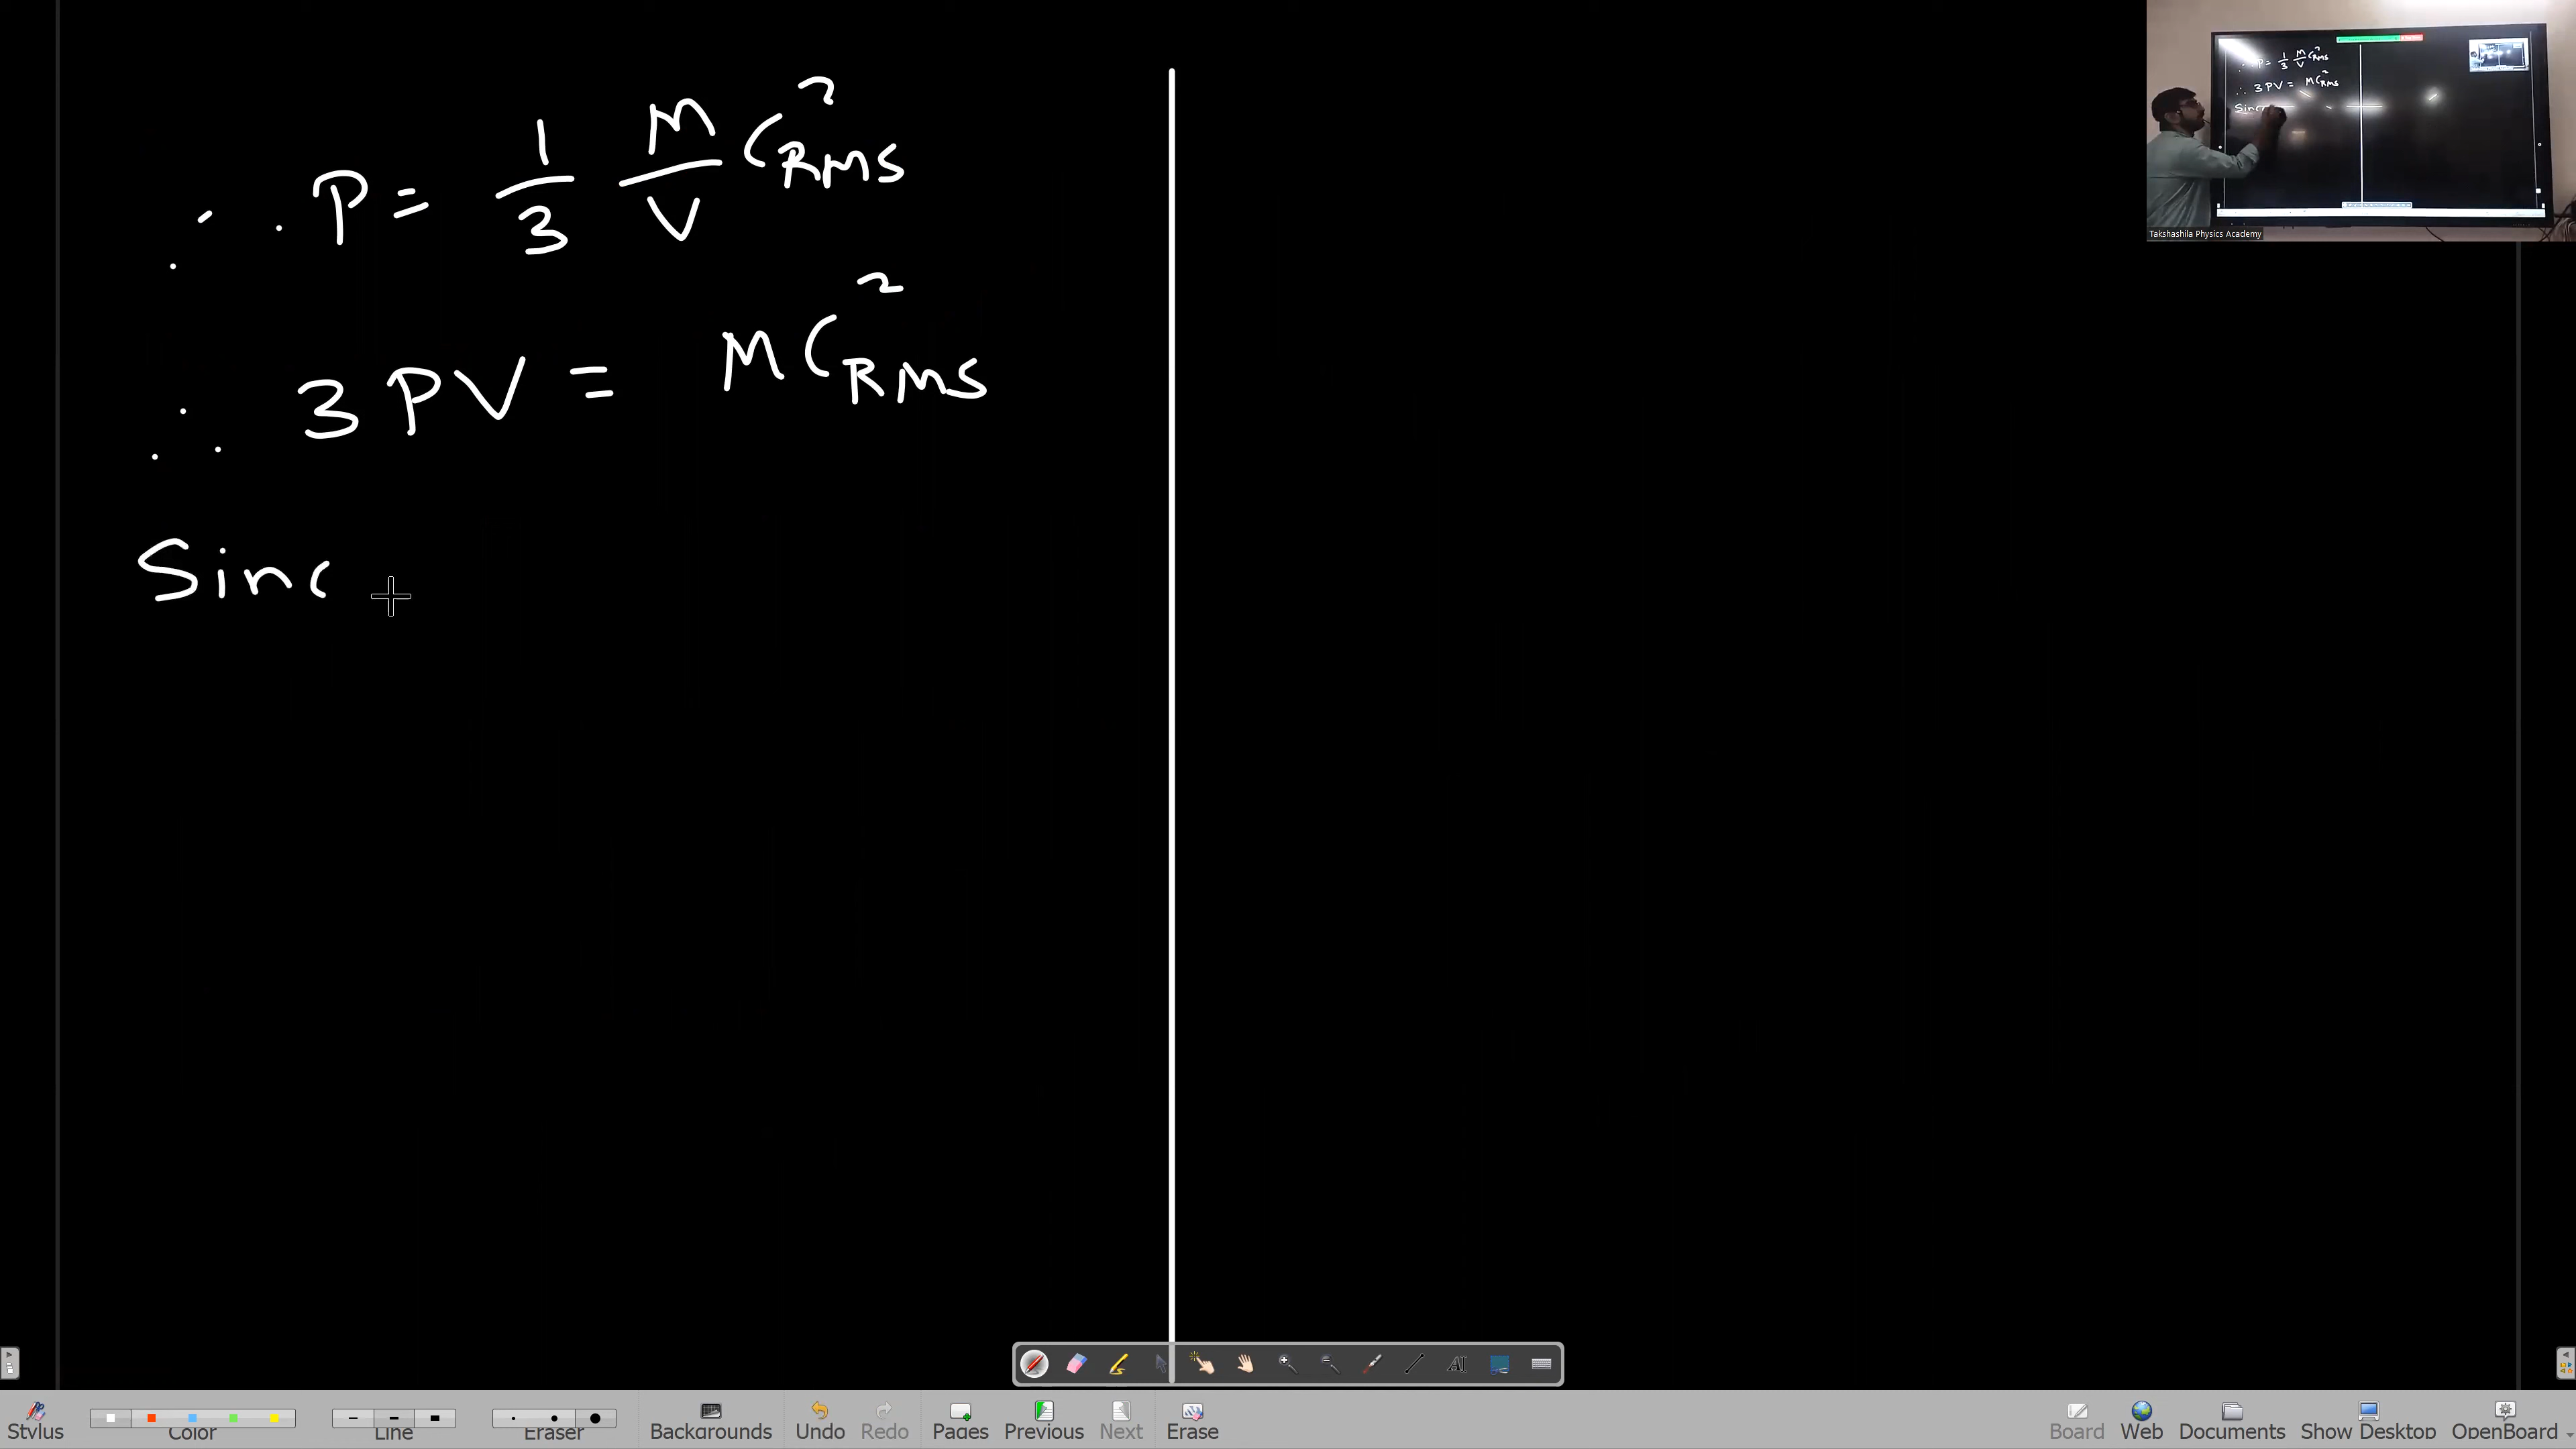 ∴ P = 1/3 M/V C²RMS
∴ 3PV = MC²RMS
Sinc
Takshashila Physics Academy
Stylus Color Line Eraser Backgrounds Undo Redo Pages Previous Next Erase Board Web Documents Show Desktop OpenBoard